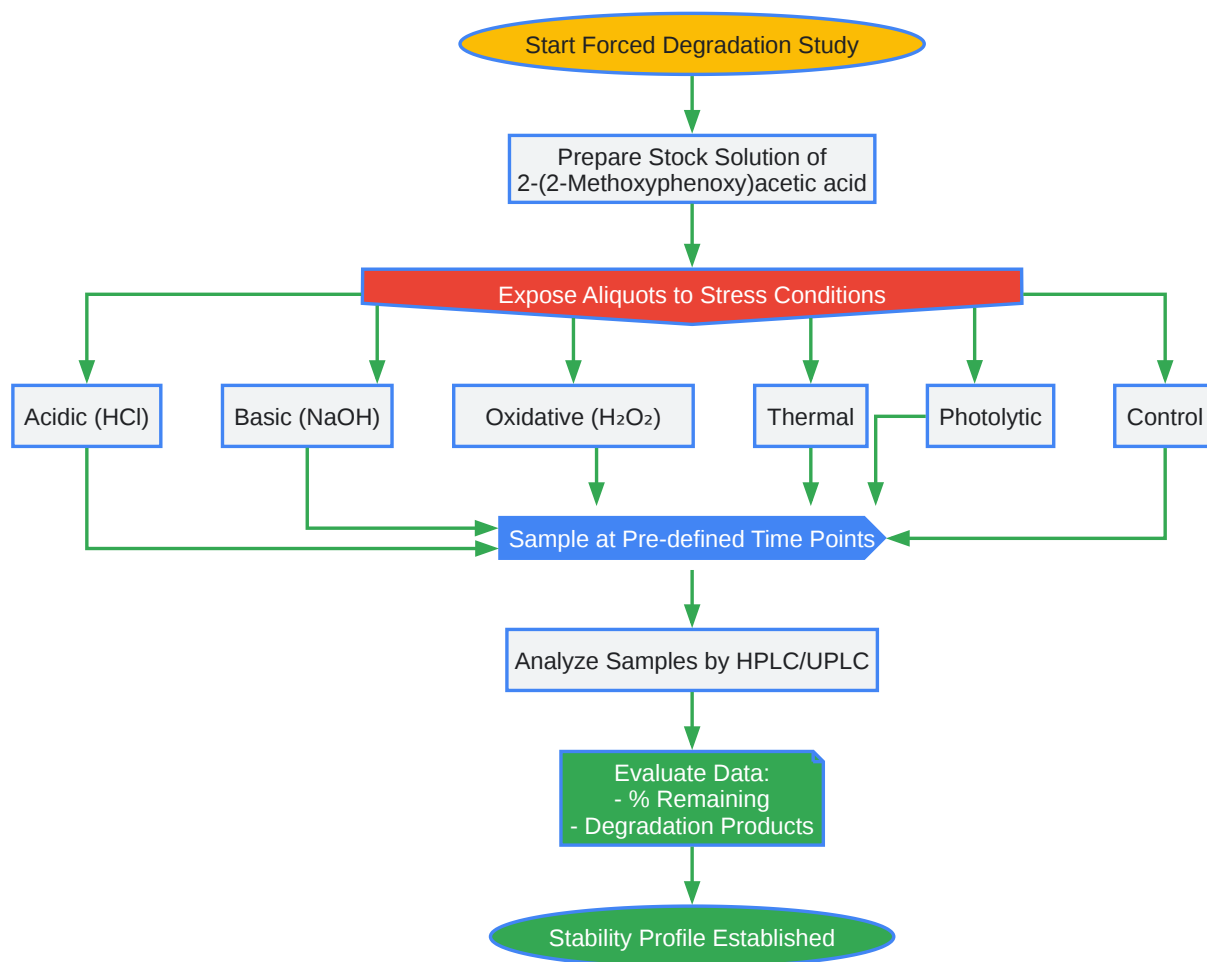 Start Forced Degradation Study
Prepare Stock Solution of
2-(2-Methoxyphenoxy)acetic acid
Expose Aliquots to Stress Conditions
Acidic (HCl)
Basic (NaOH)
Oxidative (H₂O₂)
Thermal
Photolytic
Control
Sample at Pre-defined Time Points
Analyze Samples by HPLC/UPLC
Evaluate Data:
- % Remaining
- Degradation Products
Stability Profile Established